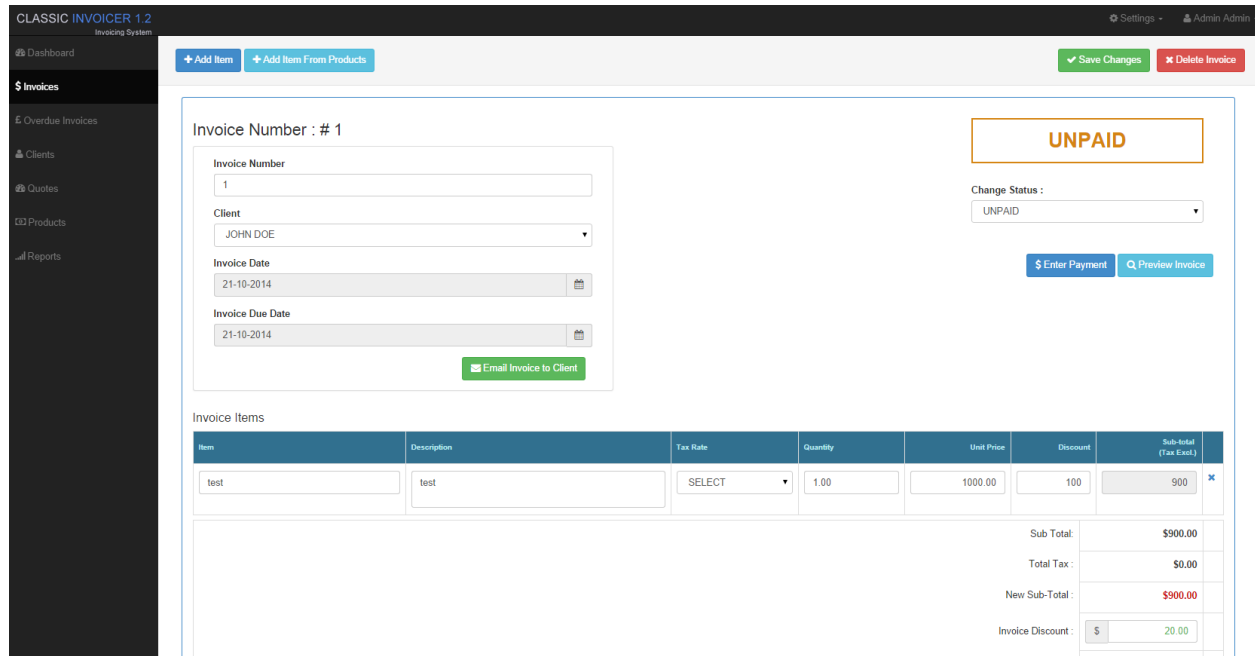 CLASSIC INVOICER 1.2
Invoicing System
Settings
Admin Admin
Dashboard
$ Invoices
£ Overdue Invoices
Clients
Quotes
Products
Reports
Add Item
Add Item From Products
Save Changes
Delete Invoice
Invoice Number : # 1
UNPAID
Invoice Number
1
Client
JOHN DOE
Invoice Date
21-10-2014
Invoice Due Date
21-10-2014
Email Invoice to Client
Change Status :
UNPAID
$ Enter Payment
Preview Invoice
Invoice Items
Item Description Tax Rate Quantity Unit Price Discount Sub-total
(Tax Excl.)
test test SELECT 1.00 1000.00 100 900
Sub Total: $900.00
Total Tax : $0.00
New Sub-Total : $900.00
Invoice Discount : $ 20.00